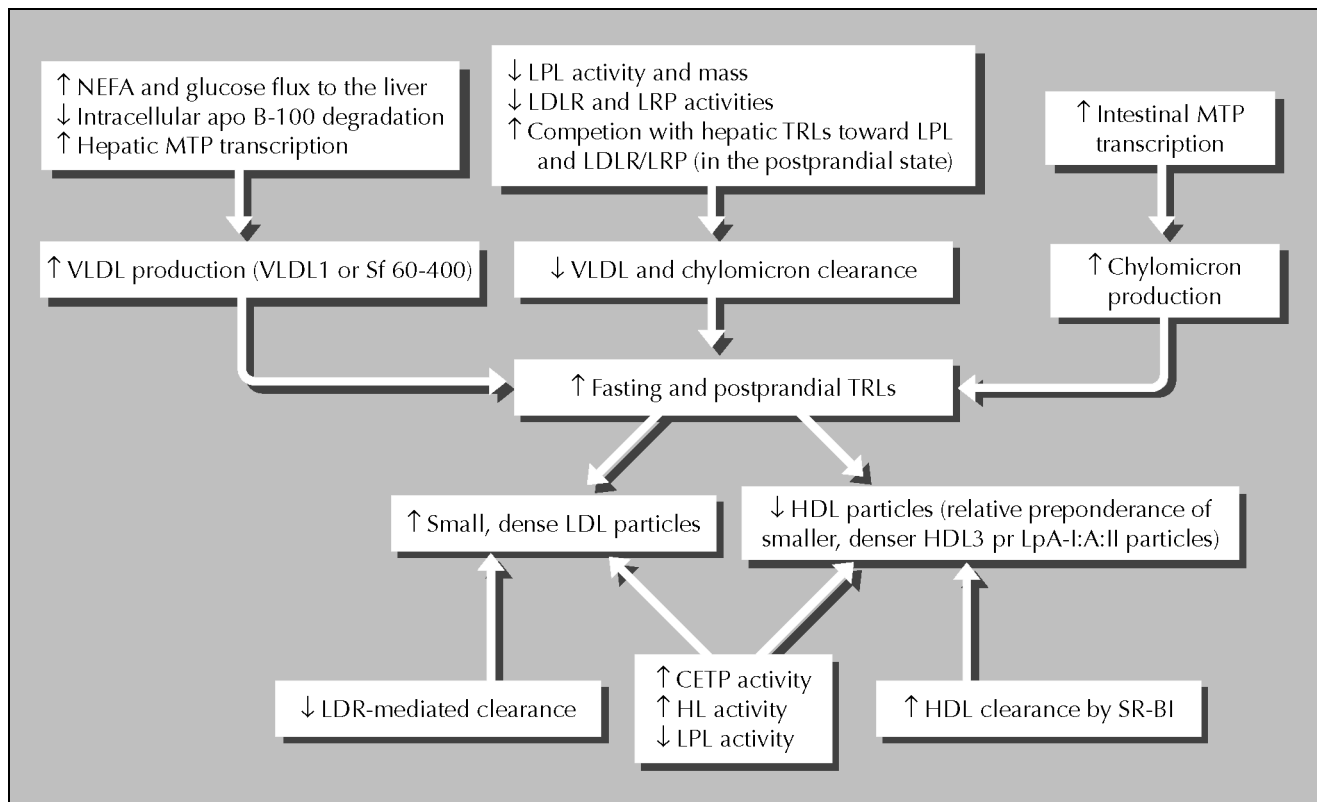 ↑ NEFA and glucose flux to the liver
↓ Intracellular apo B-100 degradation
↑ Hepatic MTP transcription
↓ LPL activity and mass
↓ LDLR and LRP activities
↑ Competion with hepatic TRLs toward LPL
and LDLR/LRP (in the postprandial state)
↑ Intestinal MTP
transcription
↑ VLDL production (VLDL1 or Sf 60-400)
↓ VLDL and chylomicron clearance
↑ Chylomicron
production
↑ Fasting and postprandial TRLs
↑ Small, dense LDL particles
↓ HDL particles (relative preponderance of
smaller, denser HDL3 pr LpA-I:A:II particles)
↓ LDR-mediated clearance
↑ CETP activity
↑ HL activity
↓ LPL activity
↑ HDL clearance by SR-BI